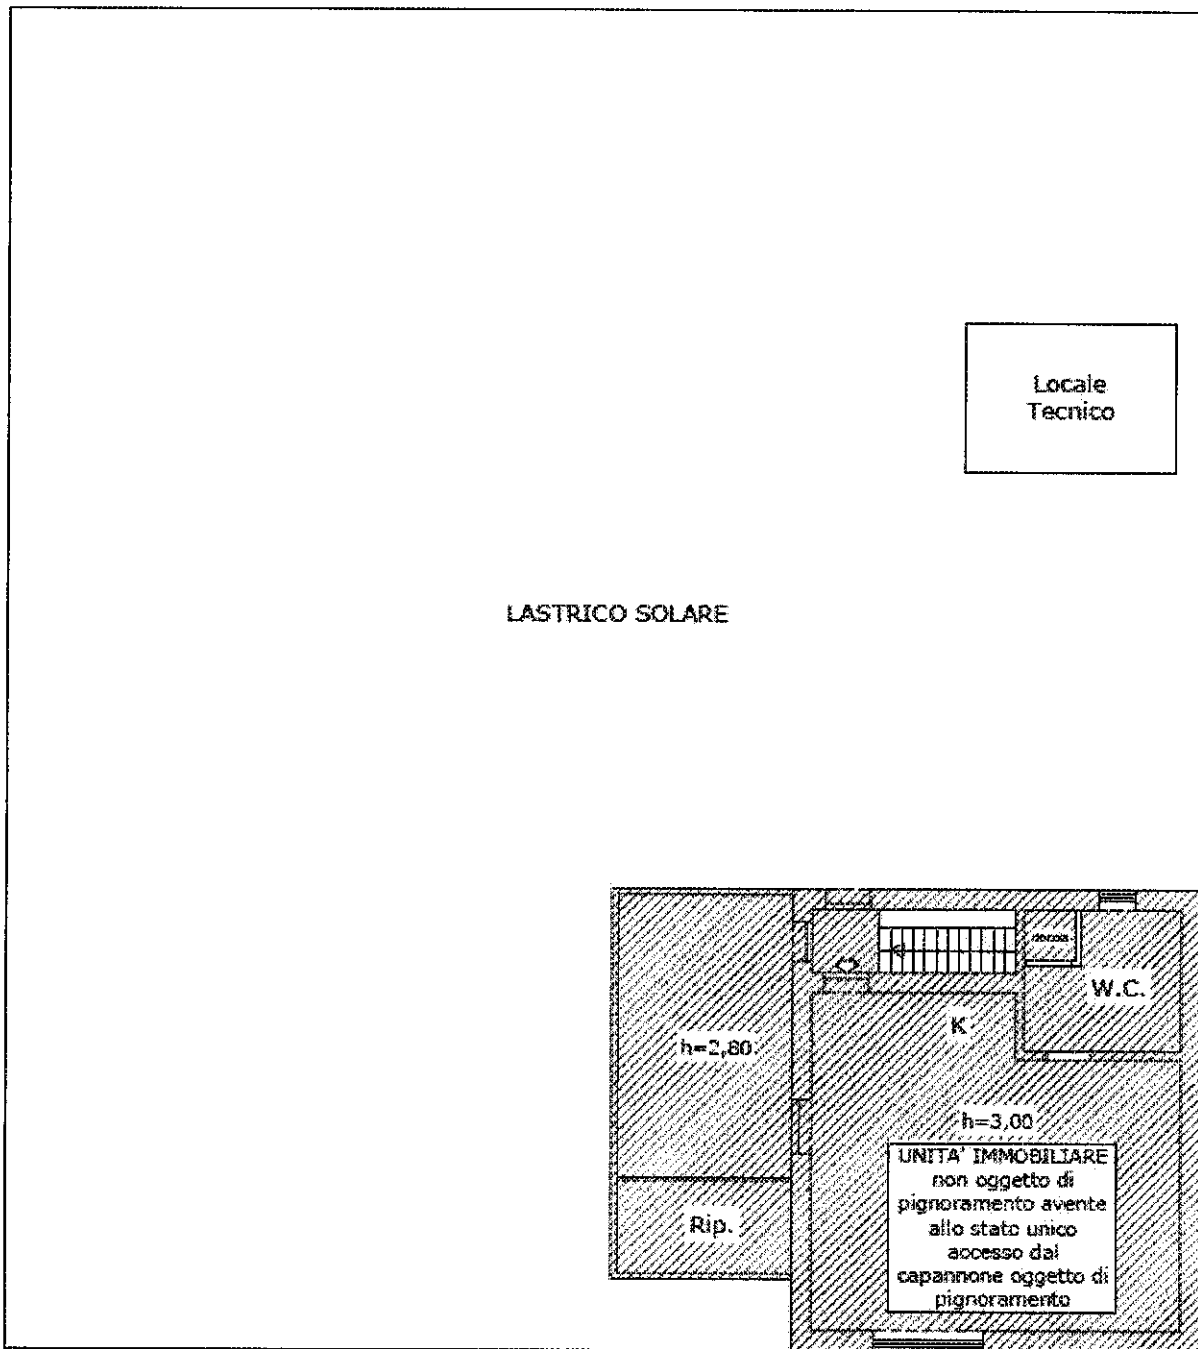 Locale
Tecnico
LASTRICO SOLARE
W.C.
K
h=2,80
h=3,00
UNITA' IMMOBILIARE
non oggetto di
pignoramento avente
allo stato unico
accesso dal
capannone oggetto di
pignoramento
Rip.